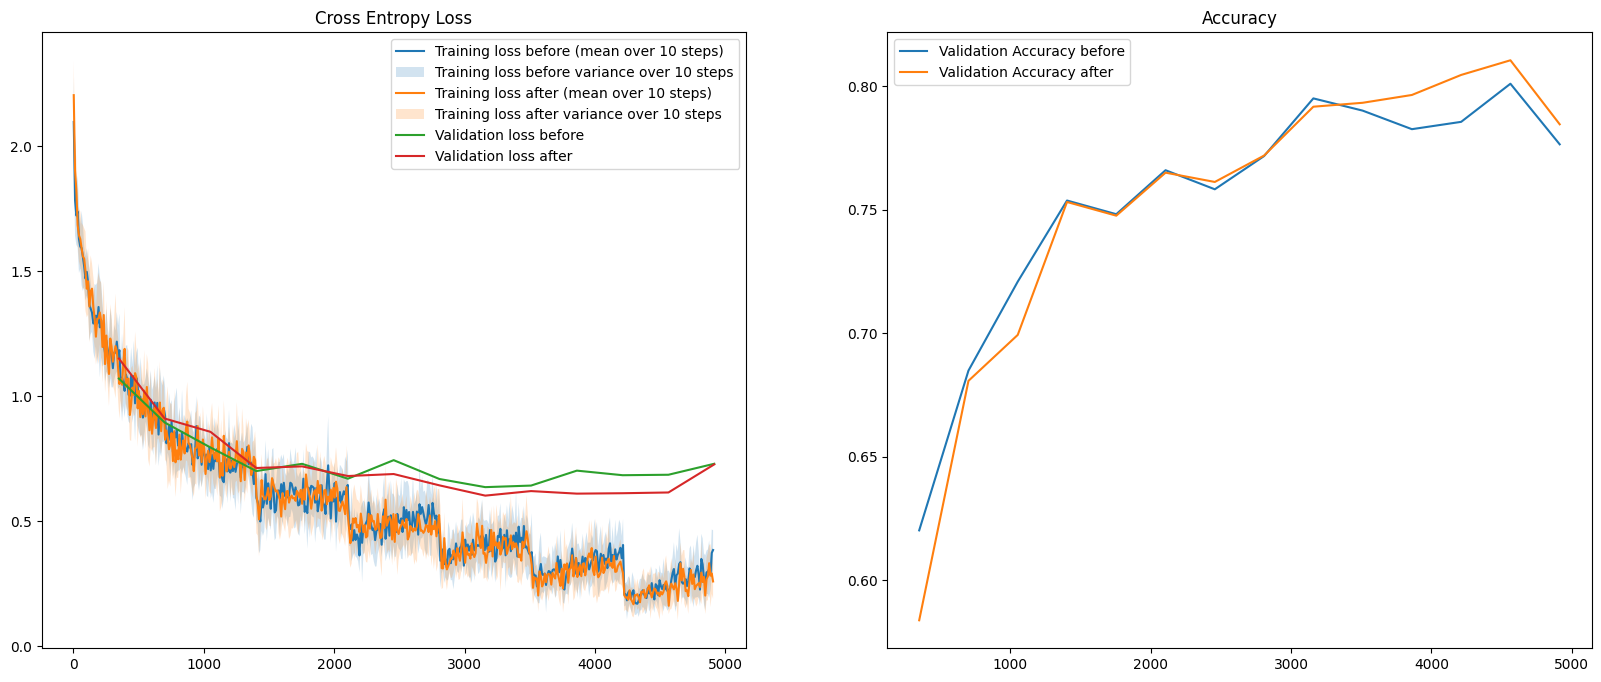 Cross Entropy Loss
Training loss before (mean over 10 steps)
Training loss before variance over 10 steps
Training loss after (mean over 10 steps)
Training loss after variance over 10 steps
Validation loss before
Validation loss after
2.0
1.5
1.0
0.5
0.0
0 1000 2000 3000 4000 5000
Accuracy
Validation Accuracy before
Validation Accuracy after
0.80
0.75
0.70
0.65
0.60
1000 2000 3000 4000 5000